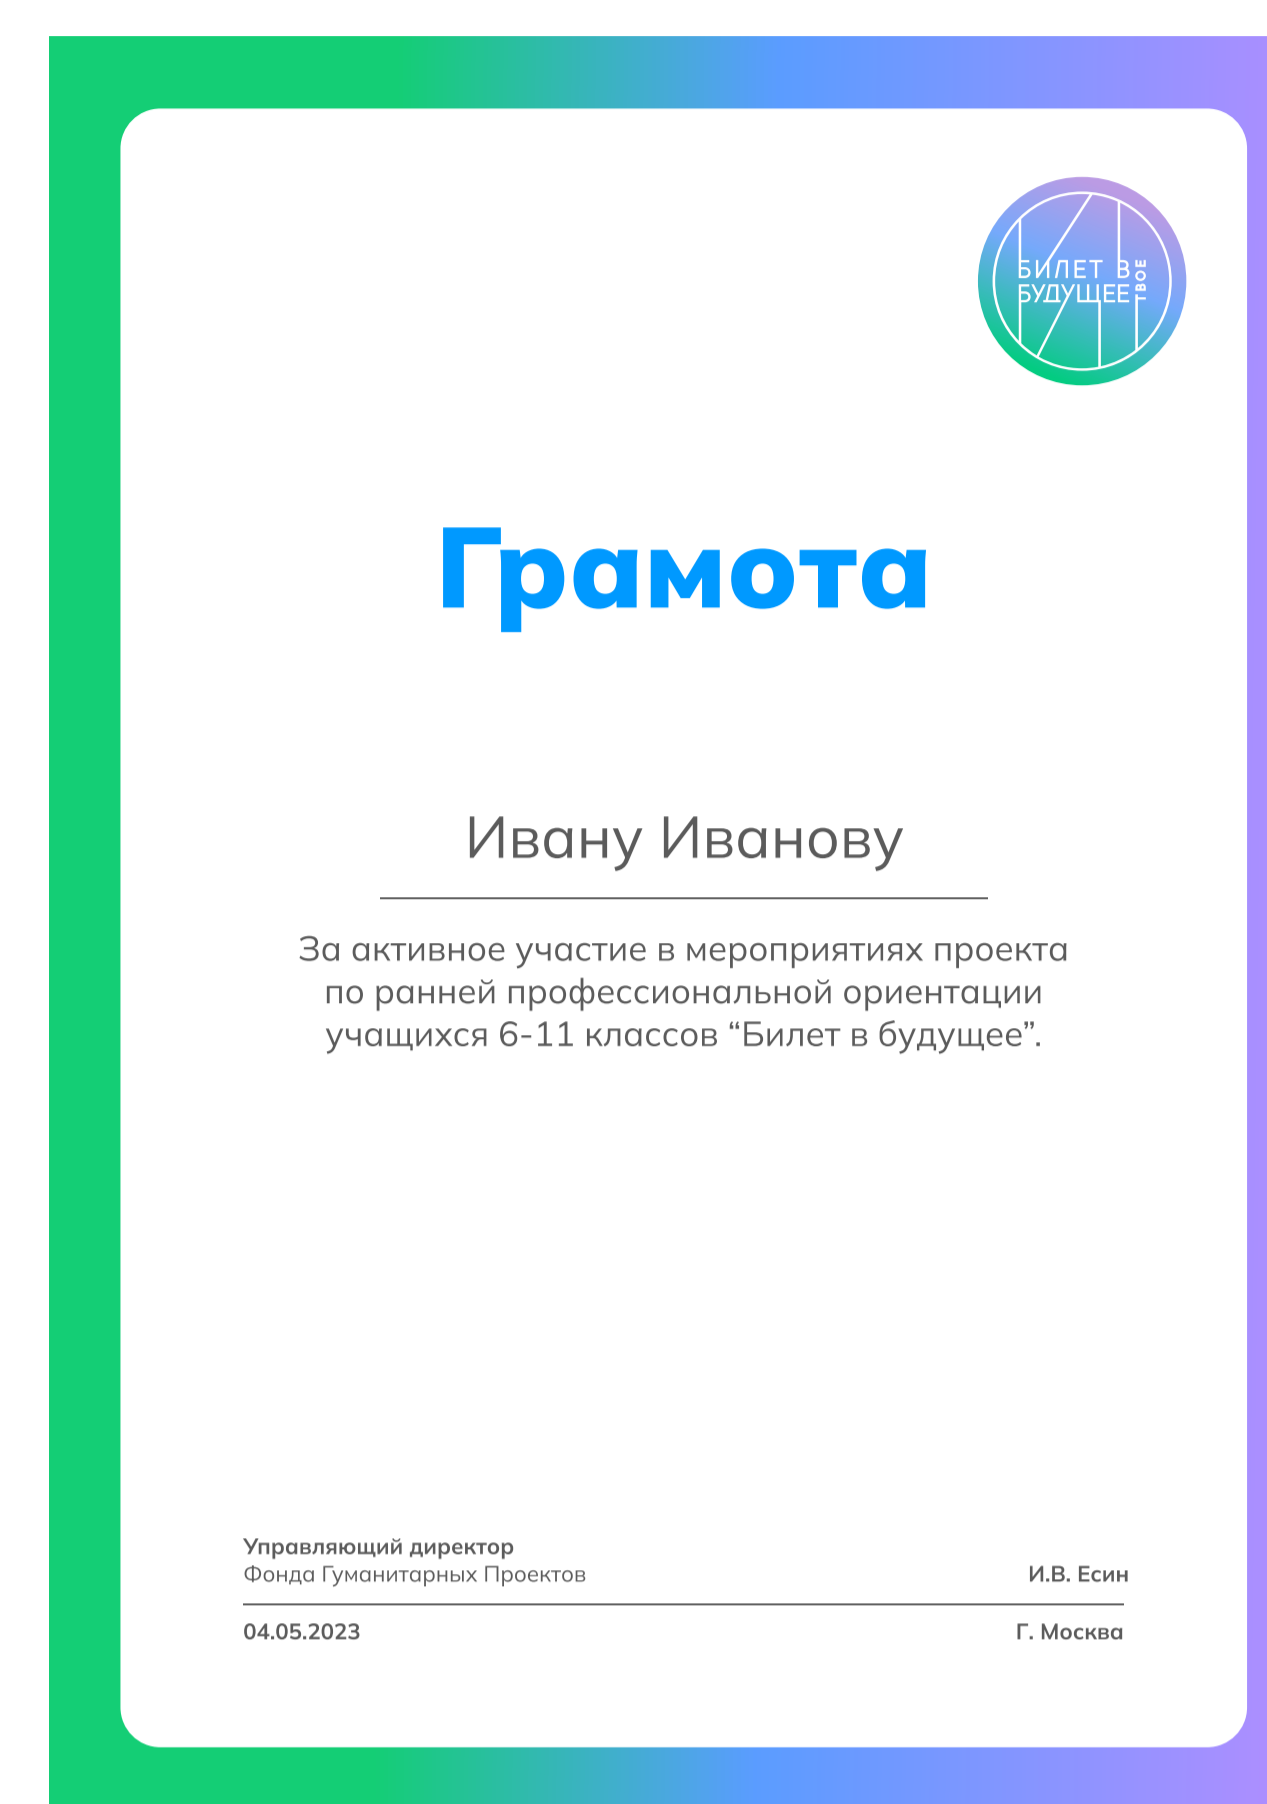 БИЛЕТ В
БУДУЩЕЕ
ТВОЕ
Грамота
Ивану Иванову
За активное участие в мероприятиях проекта
по ранней профессиональной ориентации
учащихся 6-11 классов “Билет в будущее”.
Управляющий директор
Фонда Гуманитарных Проектов
И.В. Есин
04.05.2023
Г. Москва